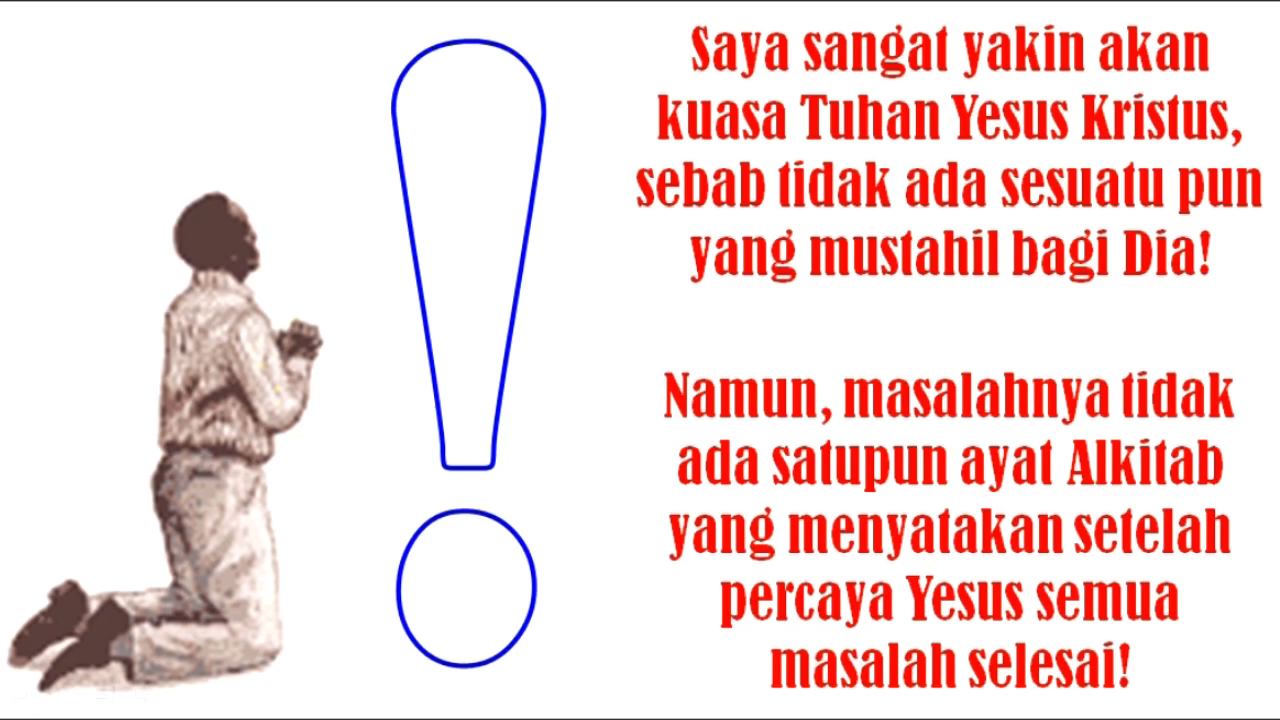 Saya sangat yakin akan
kuasa Tuhan Yesus Kristus,
sebab tidak ada sesuatu pun
yang mustahil bagi Dia!
Namun, masalahnya tidak
ada satupun ayat Alkitab
yang menyatakan setelah
percaya Yesus semua
masalah selesai!